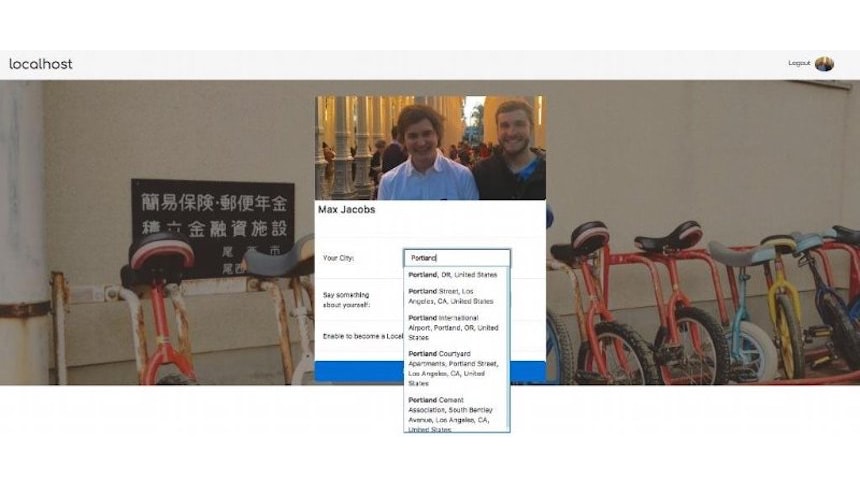 localhost
Logout
簡易保険・郵便年金
積立金融資施設
尾西市
尾西
Max Jacobs
Your City:
Portland
Portland, OR, United States
Portland Street, Los
Angeles, CA, United States
Portland International
Airport, Portland, OR, United
States
Portland Courtyard
Apartments, Portland Street,
Los Angeles, CA, United
States
Portland Cement
Association, South Bentley
Avenue, Los Angeles, CA,
United States
Say something
about yourself:
Enable to become a Local